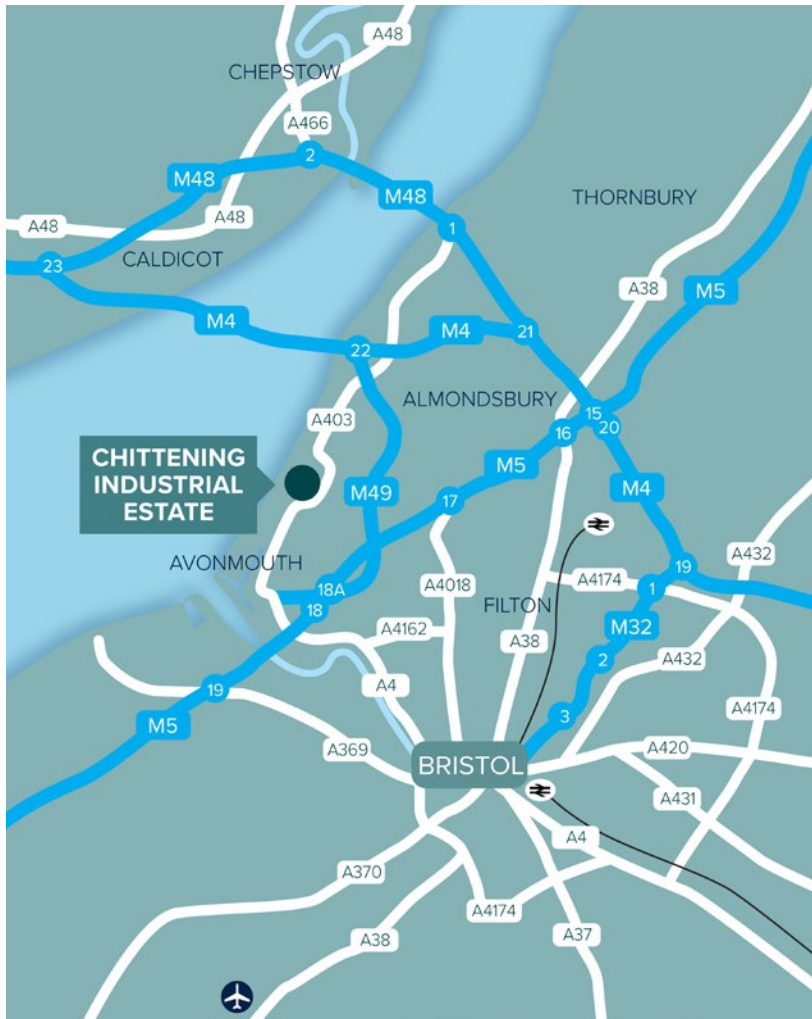 A48
CHEPSTOW
A466
2
M48
M48
THORNBURY
A48
A48
1
CALDICOT
23
A38
M5
M4
M4
21
22
ALMONDSBURY
15
A403
16
20
CHITTENING
INDUSTRIAL
ESTATE
M5
M4
M49
17
AVONMOUTH
A432
19
18A
A4018
A4174
1
18
FILTON
A4162
M32
A38
2
A432
A4
19
A4174
3
M5
A369
A420
BRISTOL
A431
A4
A370
A4174
A38
A37